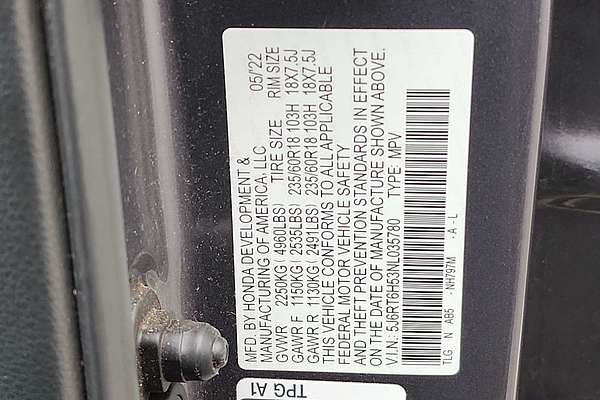 MFD. BY HONDA DEVELOPMENT & 05/22
MANUFACTURING OF AMERICA, LLC
TIRE SIZE RIM SIZE
GVWR 2250KG ( 4960LBS)
GAWR F 1150KG ( 2535LBS) 235/60R18 103H 18X7.5J
GAWR R 1130KG ( 2491LBS) 235/60R18 103H 18X7.5J
THIS VEHICLE CONFORMS TO ALL APPLICABLE
FEDERAL MOTOR VEHICLE SAFETY
AND THEFT PREVENTION STANDARDS IN EFFECT
ON THE DATE OF MANUFACTURE SHOWN ABOVE.
V.I.N: 5J6RT6H53NL035780 TYPE: MPV
TLG N AB5 - NH797M - A - L
TPG A1